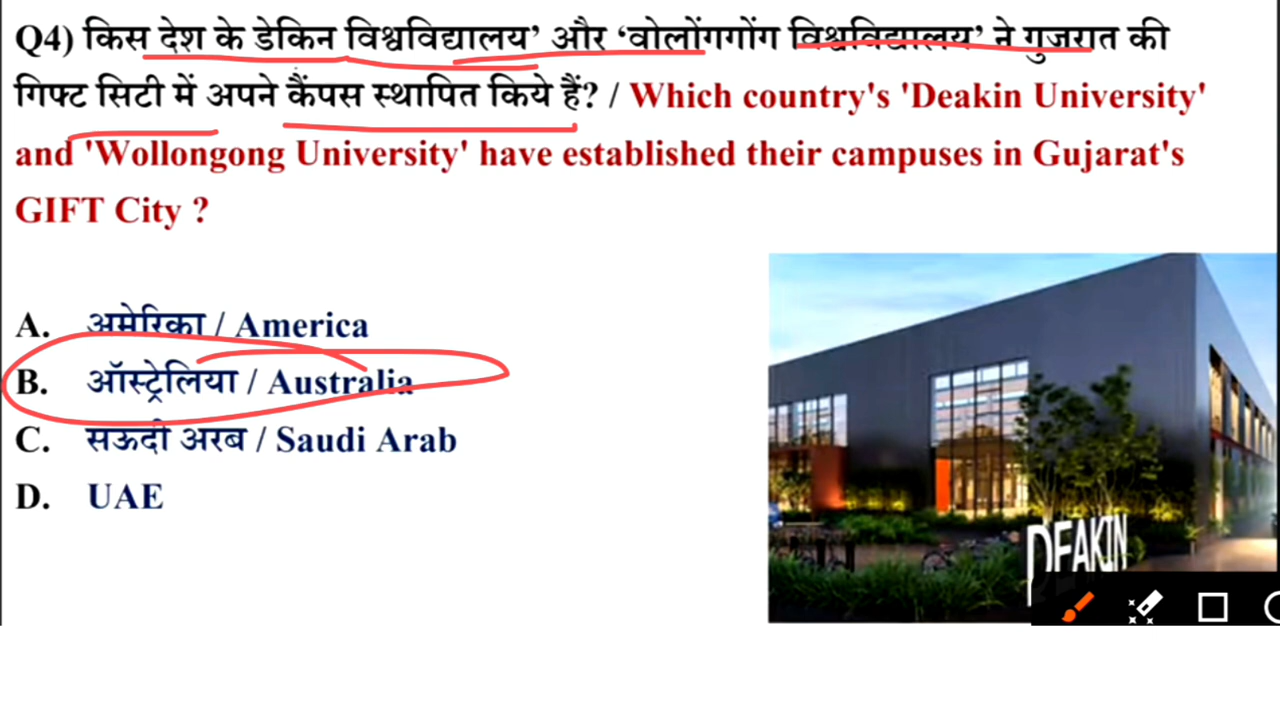 Q4) किस देश के डेकिन विश्वविद्यालय’ और ‘वोलोंगगोंग विश्वविद्यालय’ ने गुजरात की
गिफ्ट सिटी में अपने कैंपस स्थापित किये हैं? / Which country's 'Deakin University'
and 'Wollongong University' have established their campuses in Gujarat's
GIFT City ?
A. अमेरिका / America
B. ऑस्ट्रेलिया / Australia
C. सऊदी अरब / Saudi Arab
D. UAE
DEAKIN